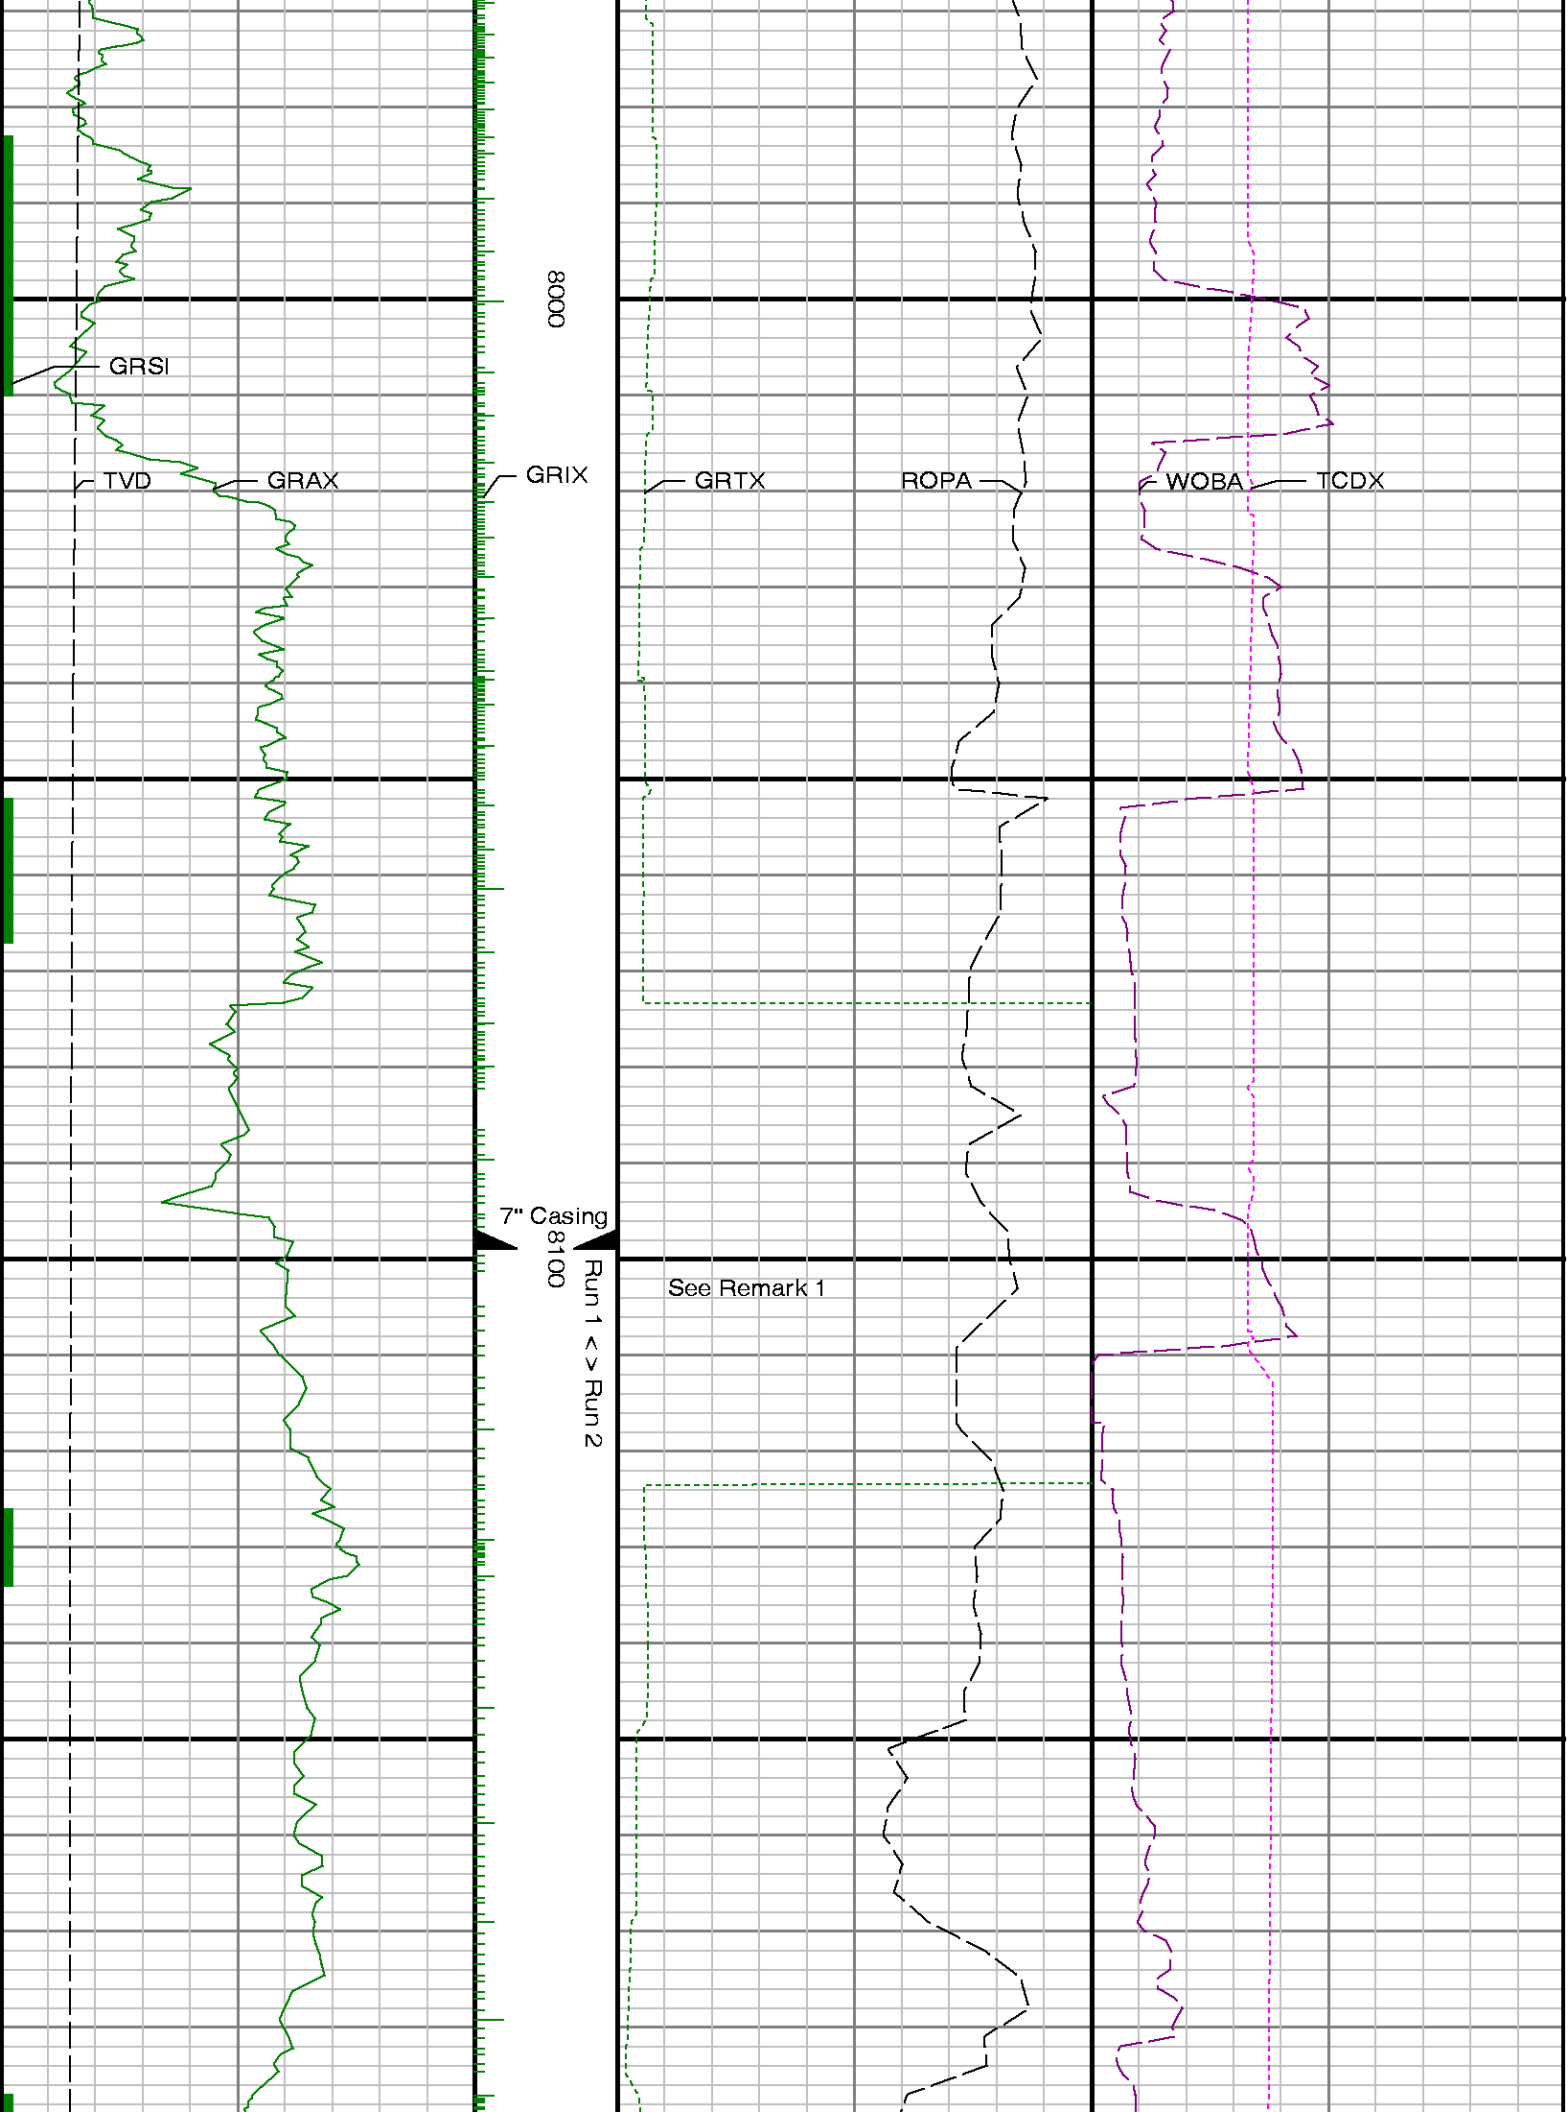 8000
GRSI
TVD
GRAX
GRIX
GRTX
ROPA
WOBA
TCDX
7" Casing
8100
Run 1 < > Run 2
See Remark 1